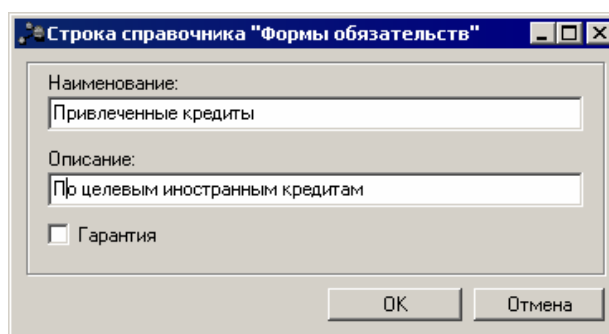 Строка справочника "Формы обязательств"
Наименование:
Привлеченные кредиты
Описание:
По целевым иностранным кредитам
Гарантия
OK Отмена